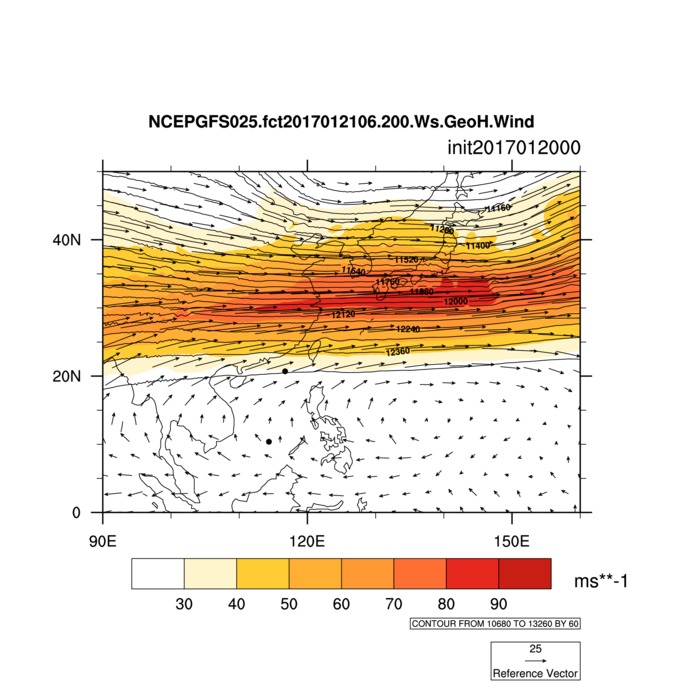 NCEPGFS025.fct2017012106.200.Ws.GeoH.Wind
init2017012000
11160
11280
11400
40N
11520
11640
11760
11880
12000
12120
12240
12360
20N
0
90E 120E 150E
ms**-1
30 40 50 60 70 80 90
CONTOUR FROM 10680 TO 13260 BY 60
25
Reference Vector